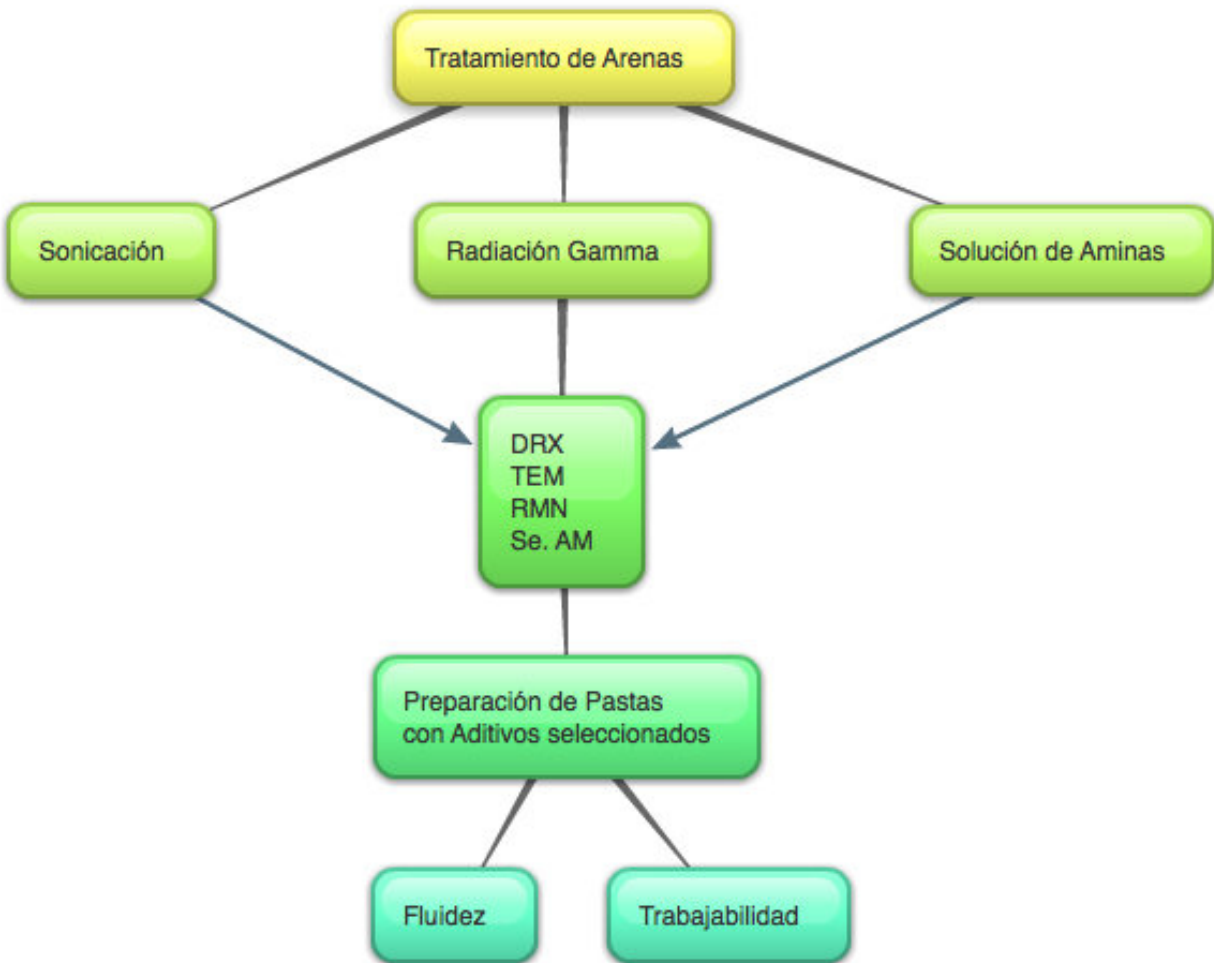 Tratamiento de Arenas
Sonicación
Radiación Gamma
Solución de Aminas
DRX
TEM
RMN
Se. AM
Preparación de Pastas
con Aditivos seleccionados
Fluidez
Trabajabilidad